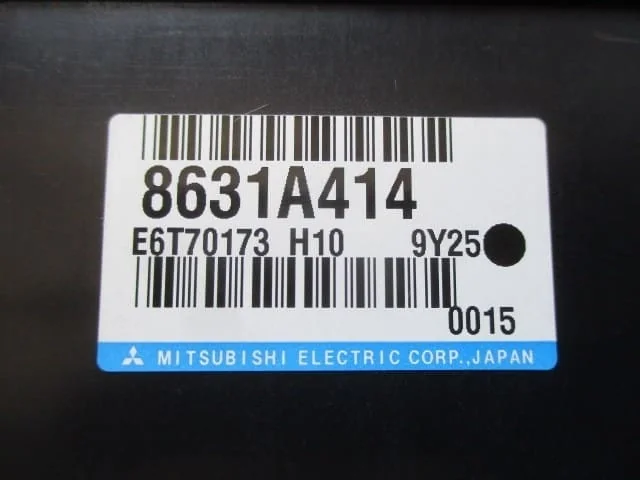 8631A414
E6T70173 H10 9Y25
0015
MITSUBISHI ELECTRIC CORP.,JAPAN